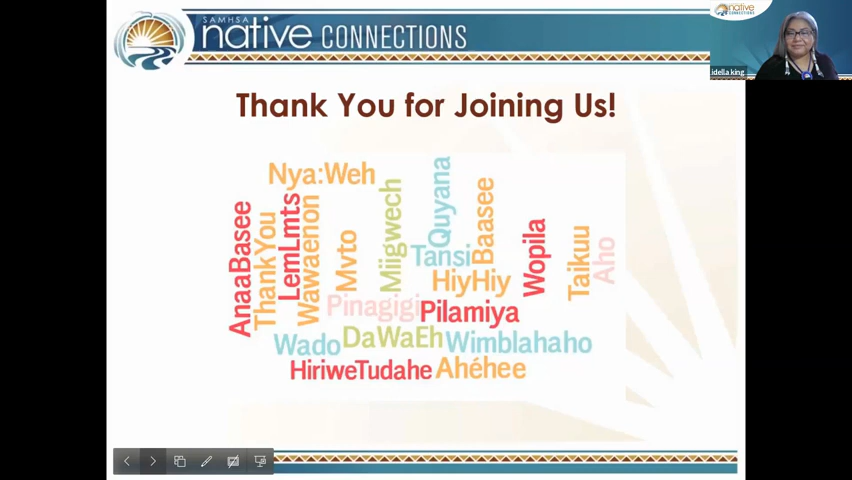 SAMHSA
native CONNECTIONS
native
CONNECTIONS
idella king
Thank You for Joining Us!
Nya:Weh
AnaaBasee
ThankYou
LemLmts
Wawaenon
Mvto
Miigwech
Quyana
Tansi
Baasee
HiyHiy
Wopila
Taikuu
Aho
Pinagigi
Pilamiya
Wado
DaWaEh
Wimblahaho
HiriweTudahe
Ahéhee